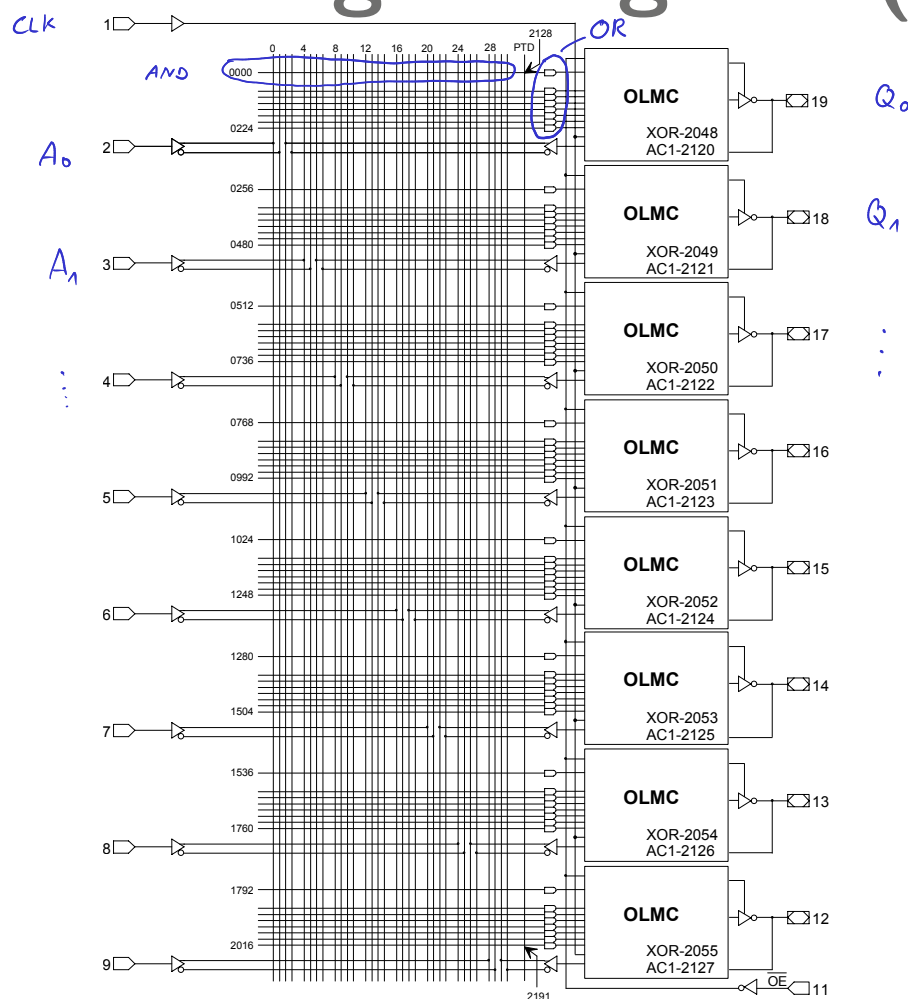 CLK 1
2128 OR
0 4 8 12 16 20 24 28 PTD
AND 0000
OLMC
19 Q0
0224
XOR-2048
AC1-2120
A0 2
0256
OLMC
18 Q1
0480
XOR-2049
AC1-2121
A1 3
0512
OLMC
17
0736
XOR-2050
AC1-2122
4
0768
OLMC
16
0992
XOR-2051
AC1-2123
5
1024
OLMC
15
1248
XOR-2052
AC1-2124
6
1280
OLMC
14
1504
XOR-2053
AC1-2125
7
1536
OLMC
13
1760
XOR-2054
AC1-2126
8
1792
OLMC
12
2016
XOR-2055
AC1-2127
9
OE 11
2191